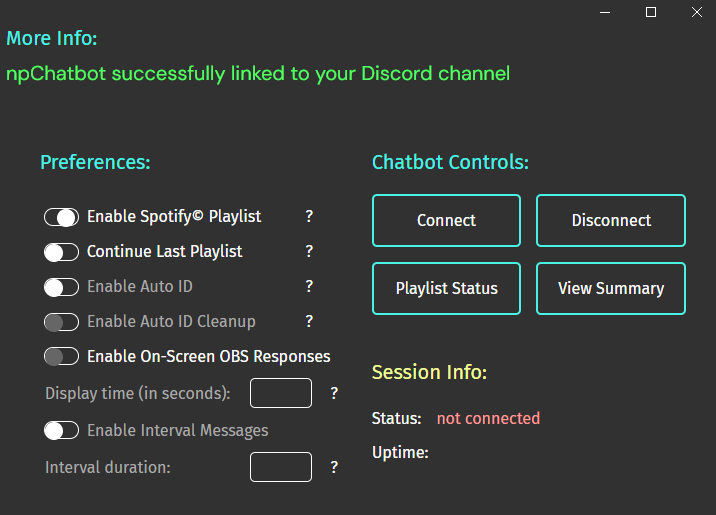 More Info:
npChatbot successfully linked to your Discord channel
Preferences:
Enable Spotify© Playlist ?
Continue Last Playlist ?
Enable Auto ID ?
Enable Auto ID Cleanup ?
Enable On-Screen OBS Responses
Display time (in seconds): ?
Enable Interval Messages
Interval duration: ?
Chatbot Controls:
Connect Disconnect
Playlist Status View Summary
Session Info:
Status: not connected
Uptime: